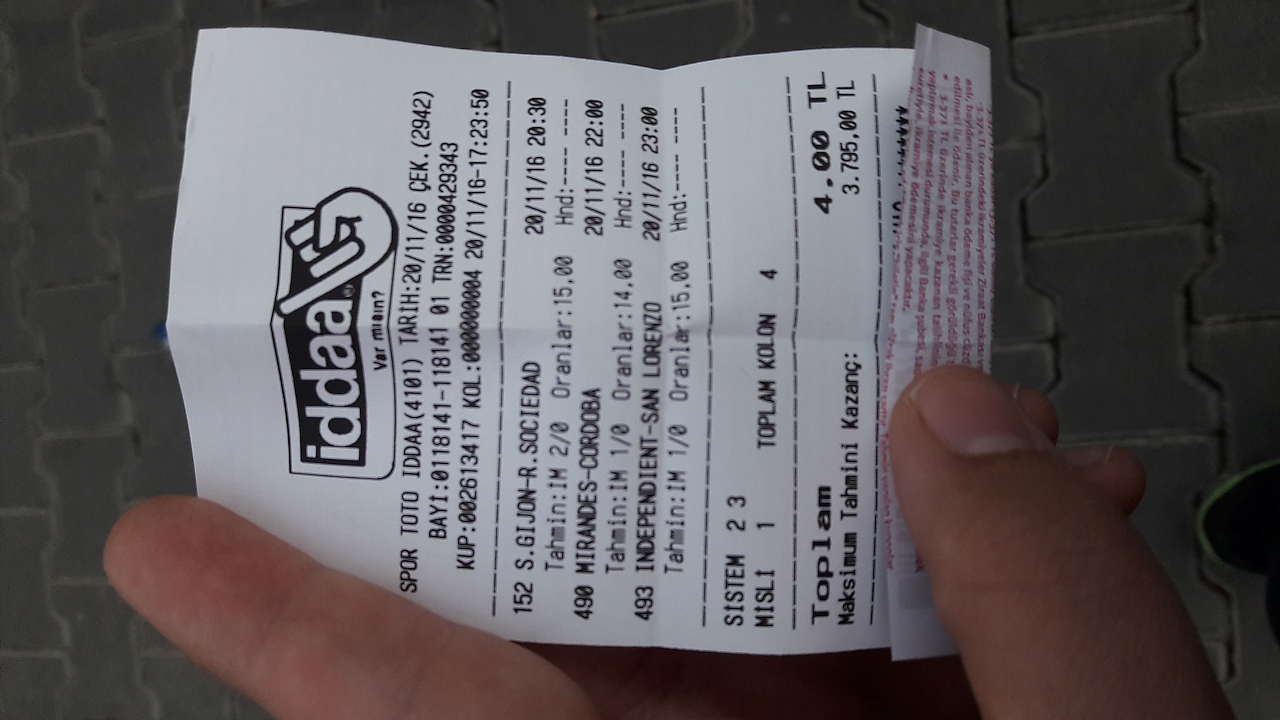 iddaa
Var mısın?
SPOR TOTO IDDAA(4101) TARİH:20/11/16 ÇEK.(2942)
BAYİ:0118141-118141 01 TRN:0000429343
KUP:002613417 KOL:000000004 20/11/16-17:23:50
152 S.GIJON-R.SOCIEDAD 20/11/16 20:30
Tahmin:IM 2/0 Oranlar:15,00 Hnd:---- ----
490 MIRANDES-CORDOBA 20/11/16 22:00
Tahmin:IM 1/0 Oranlar:14,00 Hnd:---- ----
493 INDEPENDIENT-SAN LORENZO 20/11/16 23:00
Tahmin:IM 1/0 Oranlar:15,00 Hnd:---- ----
SISTEM 2 3
MISLİ 1 TOPLAM KOLON 4
Toplam 4.00 TL
Maksimum Tahmini Kazanç: 3.795,00 TL